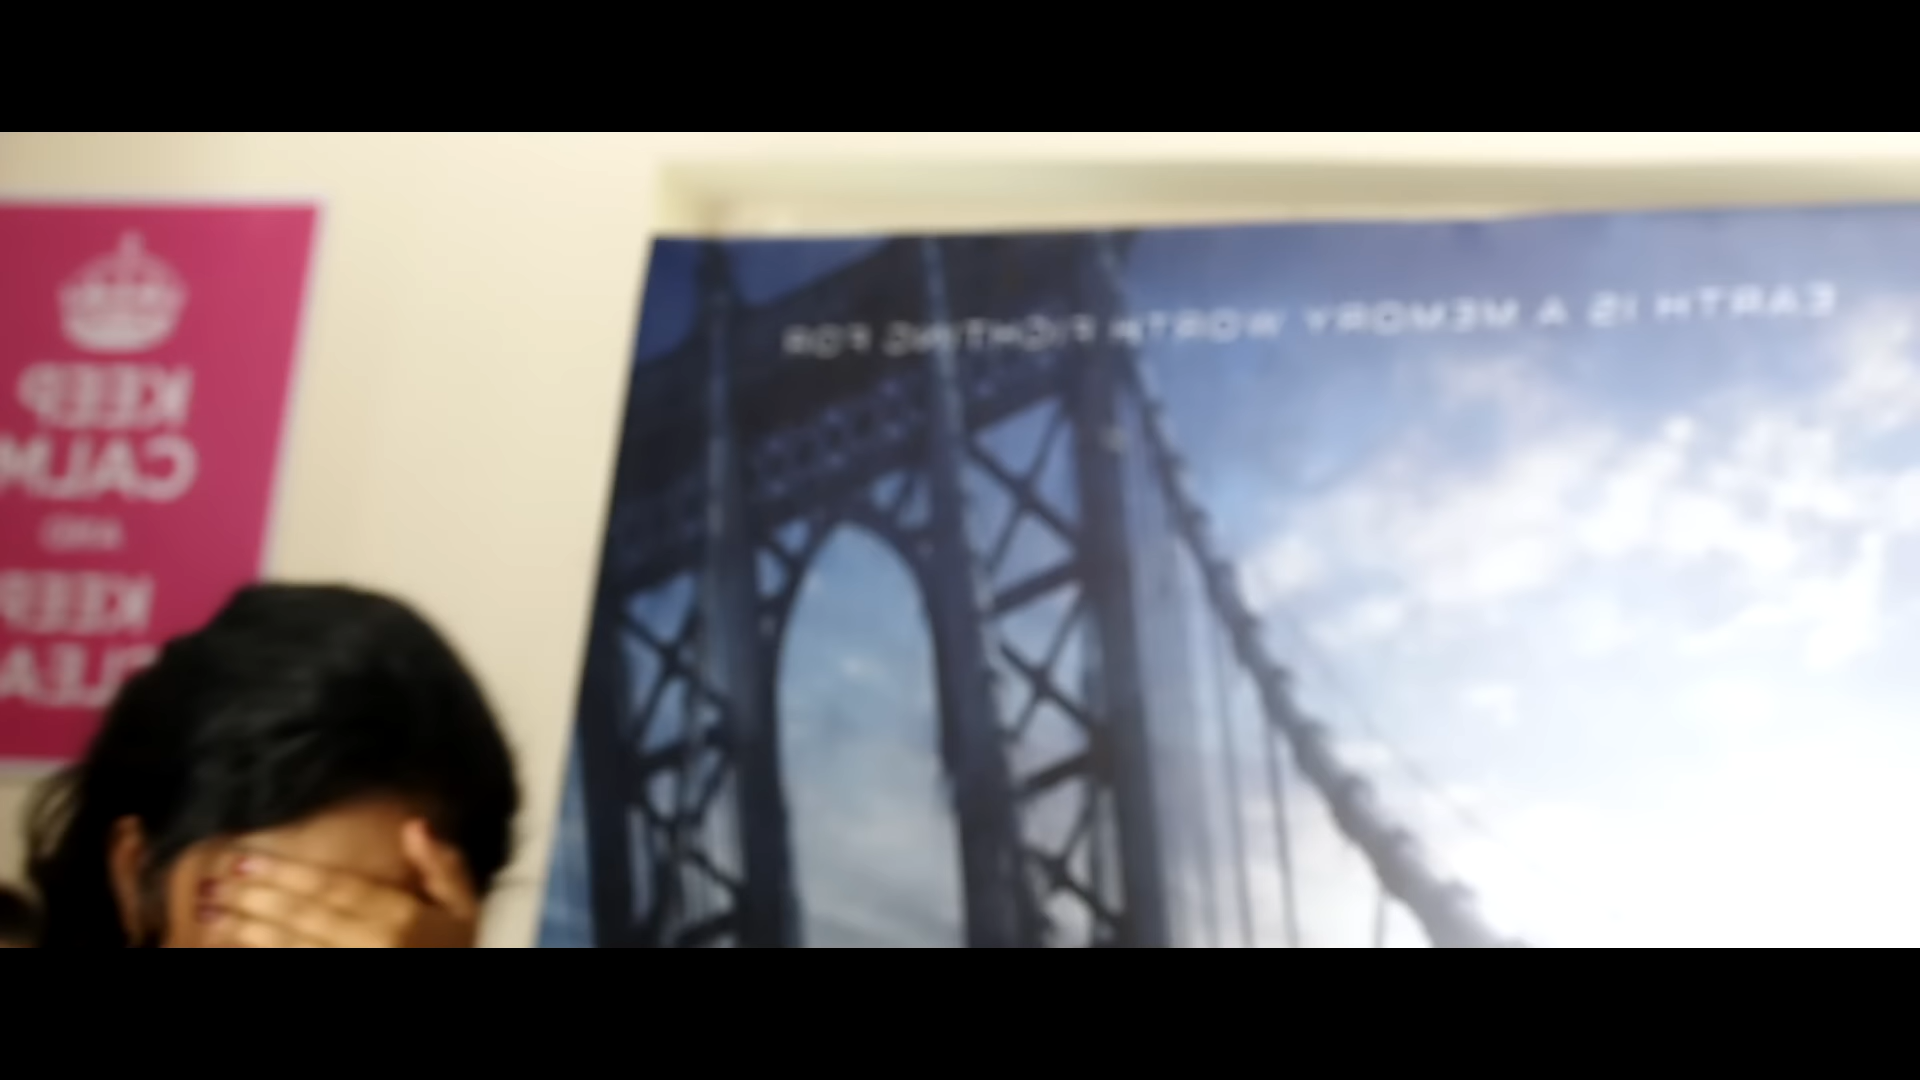 KEEP
CALM
AND
KEEP
EARTH IS A MEMORY WORTH FIGHTING FOR